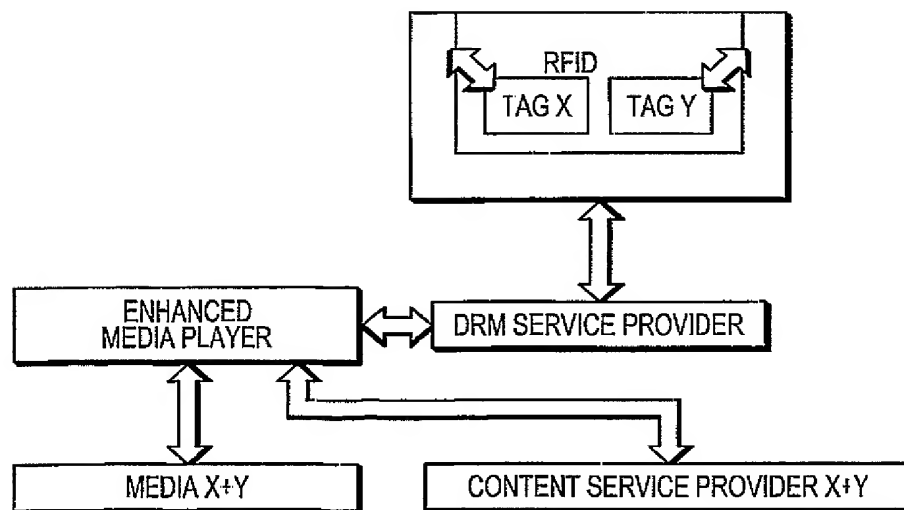 RFID
TAG X
TAG Y
ENHANCED
MEDIA PLAYER
DRM SERVICE PROVIDER
MEDIA X+Y
CONTENT SERVICE PROVIDER X+Y